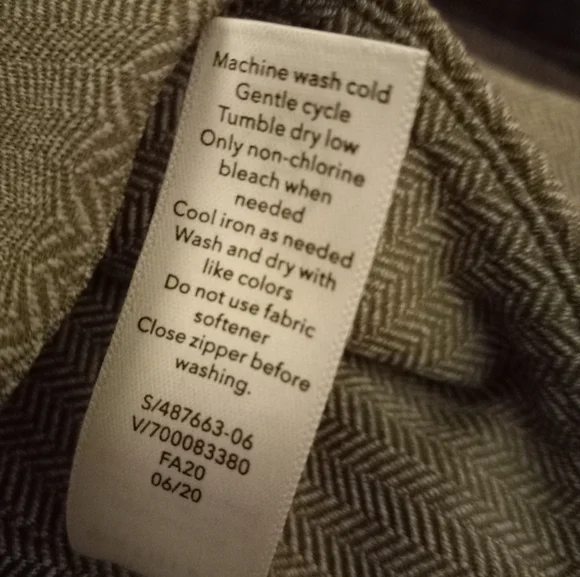 Machine wash cold
Gentle cycle
Tumble dry low
Only non-chlorine
bleach when
needed
Cool iron as needed
Wash and dry with
like colors
Do not use fabric
softener
Close zipper before
washing.
S/487663-06
V/700083380
FA20
06/20